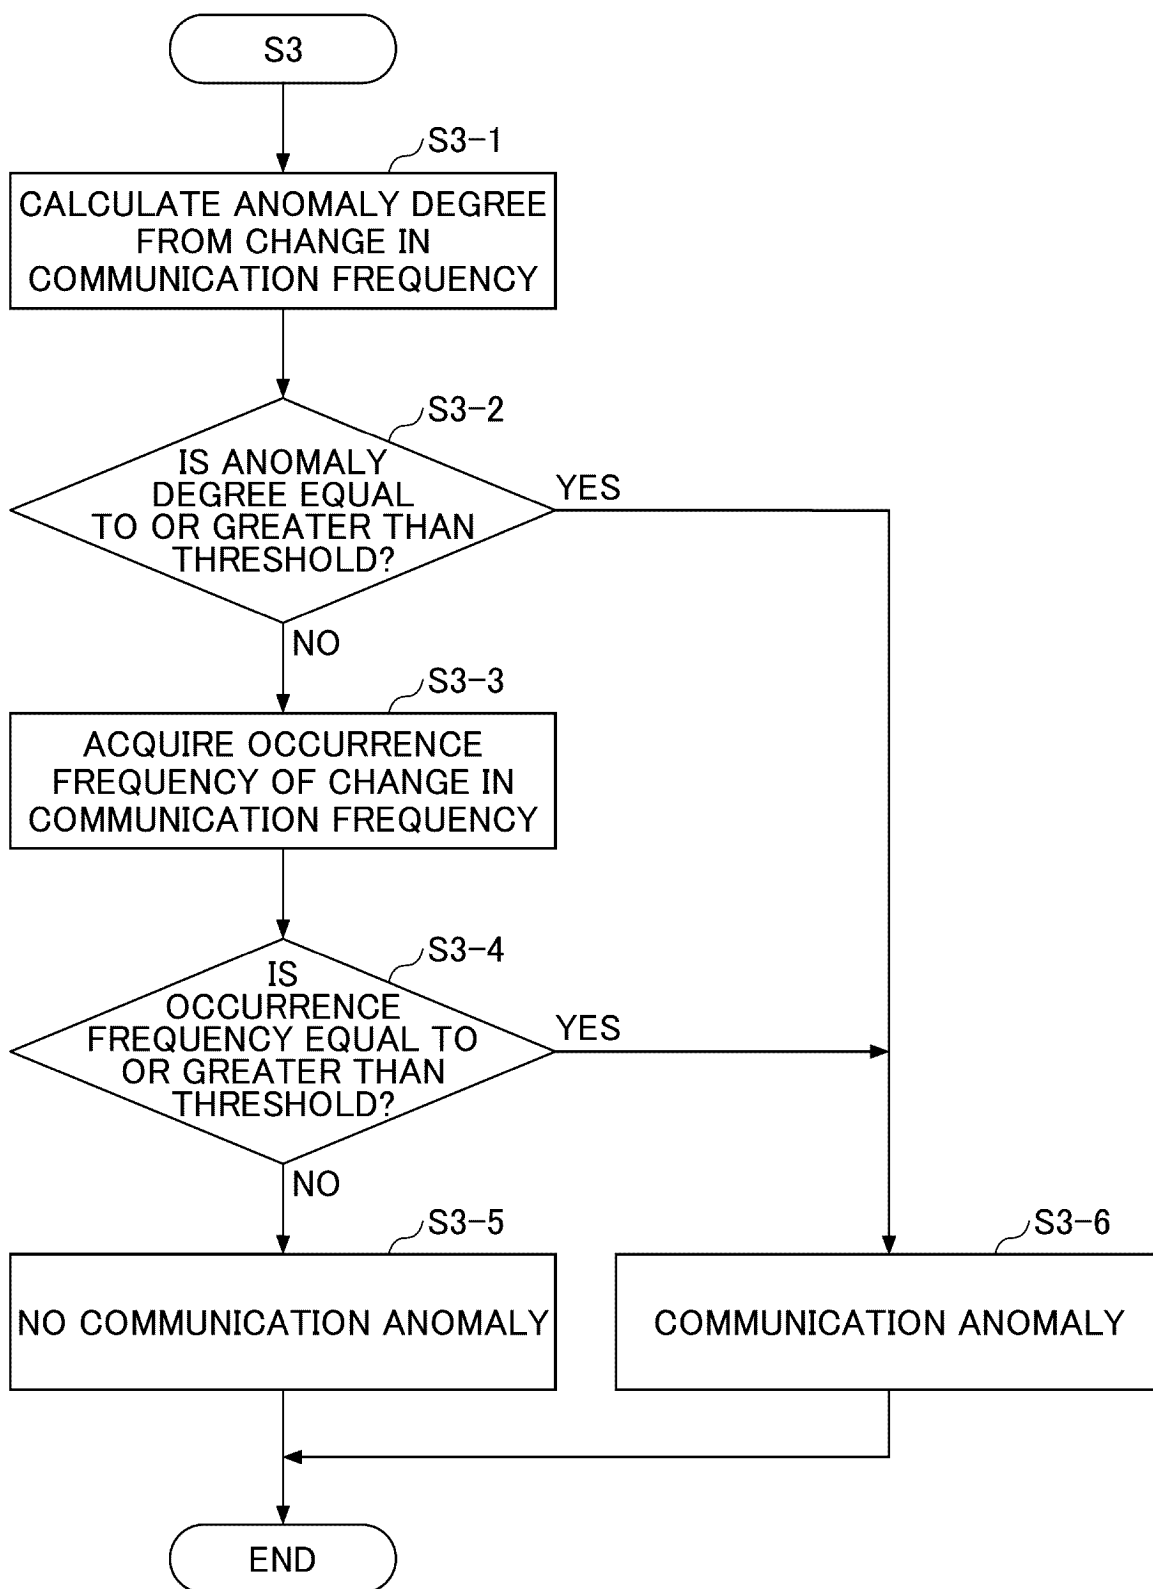 S3
S3-1
CALCULATE ANOMALY DEGREE
FROM CHANGE IN
COMMUNICATION FREQUENCY
S3-2
IS ANOMALY
DEGREE EQUAL
TO OR GREATER THAN
THRESHOLD?
YES
NO
S3-3
ACQUIRE OCCURRENCE
FREQUENCY OF CHANGE IN
COMMUNICATION FREQUENCY
S3-4
IS
OCCURRENCE
FREQUENCY EQUAL TO
OR GREATER THAN
THRESHOLD?
YES
NO
S3-5
NO COMMUNICATION ANOMALY
S3-6
COMMUNICATION ANOMALY
END